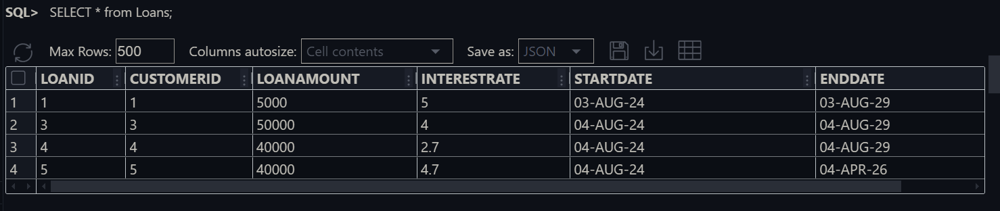 SQL> SELECT * from Loans;
Max Rows: 500 Columns autosize: Cell contents Save as: JSON
LOANID CUSTOMERID LOANAMOUNT INTERESTRATE STARTDATE ENDDATE
1 1 1 5000 5 03-AUG-24 03-AUG-29
2 3 3 50000 4 04-AUG-24 04-AUG-29
3 4 4 40000 2.7 04-AUG-24 04-AUG-29
4 5 5 40000 4.7 04-AUG-24 04-APR-26